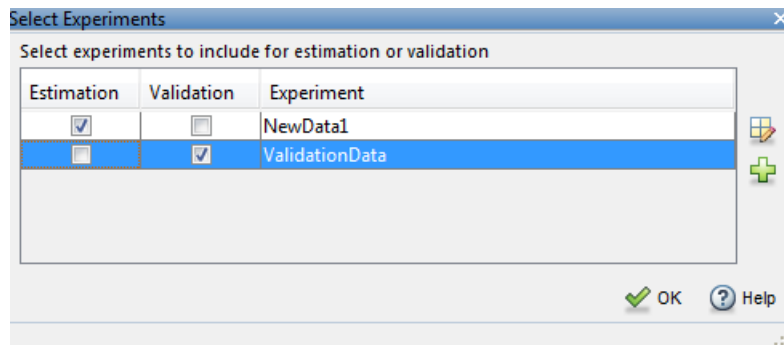 Select Experiments
Select experiments to include for estimation or validation
Estimation Validation Experiment
NewData1
ValidationData
OK Help